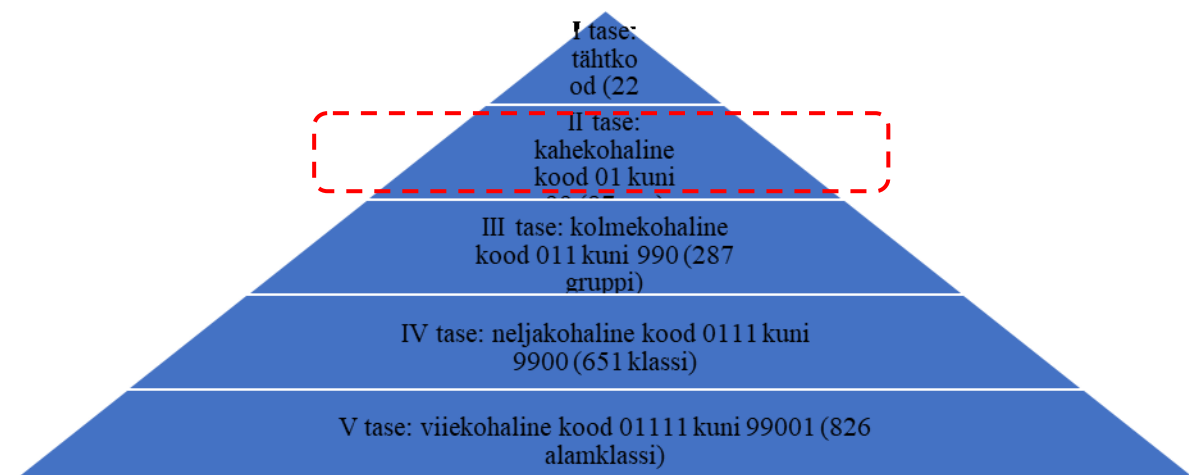 I tase:
tähtko
od (22
II tase:
kahekohaline
kood 01 kuni
III tase: kolmekohaline
kood 011 kuni 990 (287
gruppi)
IV tase: neljakohaline kood 0111 kuni
9900 (651 klassi)
V tase: viiekohaline kood 01111 kuni 99001 (826
alamklassi)